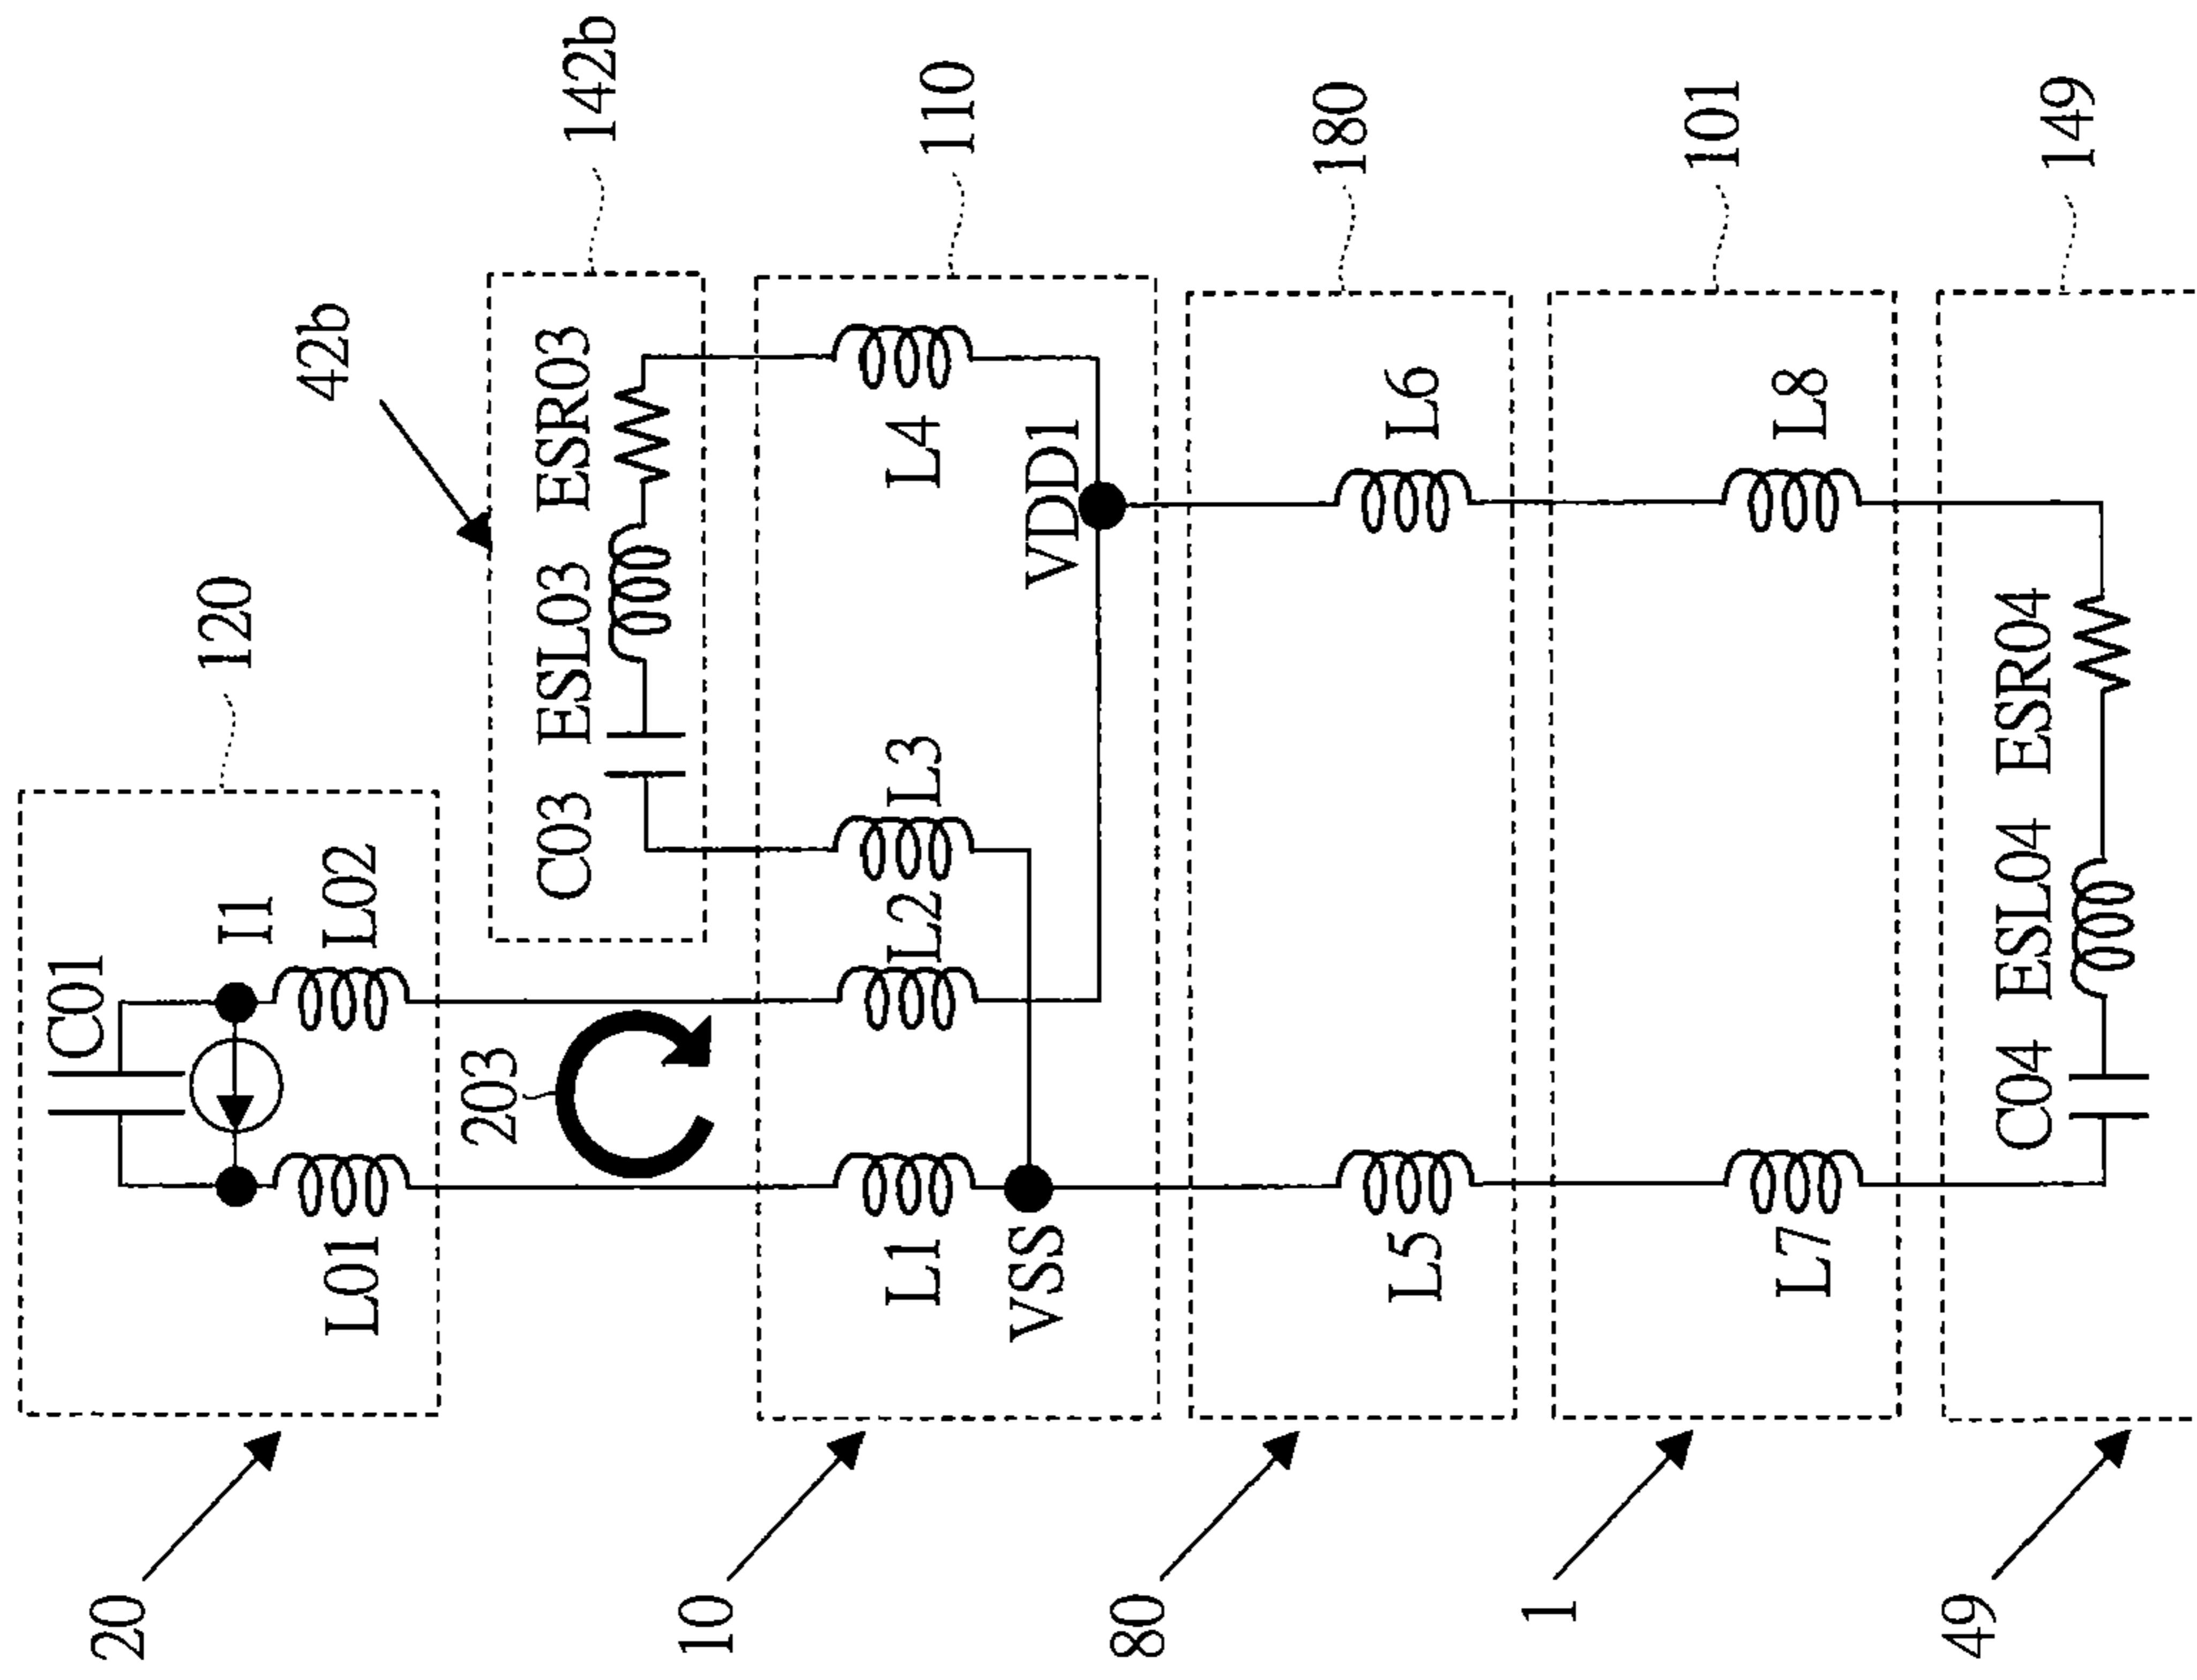 20
120
C01
I1
L01
L02
203
42b
142b
C03 ESL03 ESR03
10
110
L1
L2
L3
L4
VSS
VDD1
80
180
L5
L6
1
101
L7
L8
49
149
C04 ESL04 ESR04